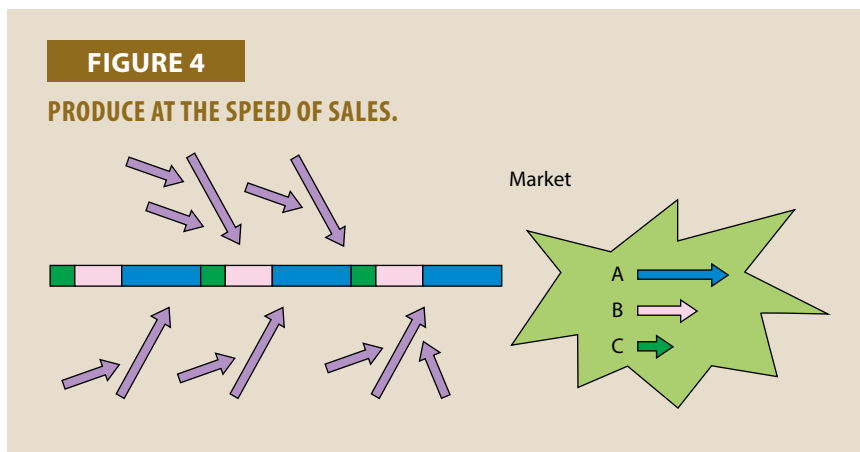 FIGURE 4
PRODUCE AT THE SPEED OF SALES.
Market
A
B
C